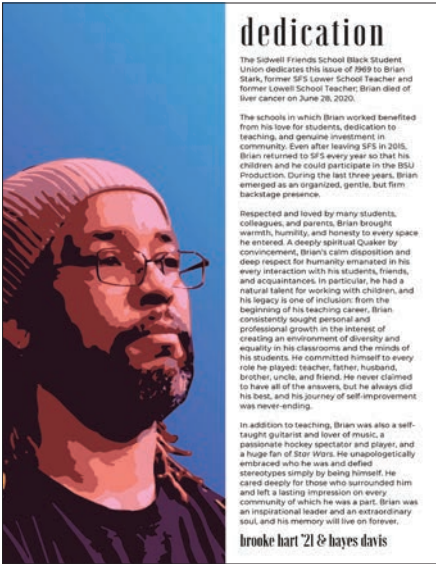 dedication
The Sidwell Friends School Black Student
Union dedicates this issue of 1969 to Brian
Stark, former SFS Lower School Teacher and
former Lowell School Teacher; Brian died of
liver cancer on June 28, 2020.
The schools in which Brian worked benefited
from his love for students, dedication to
teaching, and genuine investment in
community. Even after leaving SFS in 2015,
Brian returned to SFS every year so that his
children and he could participate in the BSU
Production. During the last three years, Brian
emerged as an organized, gentle, but firm
backstage presence.
Respected and loved by many students,
colleagues, and parents, Brian brought
warmth, humility, and honesty to every space
he entered. A deeply spiritual Quaker by
convincement, Brian's calm disposition and
deep respect for humanity emanated in his
every interaction with his students, friends,
and acquaintances. In particular, he had a
natural talent for working with children, and
his legacy is one of inclusion: from the
beginning of his teaching career, Brian
consistently sought personal and
professional growth in the interest of
creating an environment of diversity and
equality in his classrooms and the minds of
his students. He committed himself to every
role he played: teacher, father, husband,
brother, uncle, and friend. He never claimed
to have all of the answers, but he always did
his best, and his journey of self-improvement
was never-ending.
In addition to teaching, Brian was also a self-
taught guitarist and lover of music, a
passionate hockey spectator and player, and
a huge fan of Star Wars. He unapologetically
embraced who he was and defied
stereotypes simply by being himself. He
cared deeply for those who surrounded him
and left a lasting impression on every
community of which he was a part. Brian was
an inspirational leader and an extraordinary
soul, and his memory will live on forever.
brooke hart '21 & hayes davis